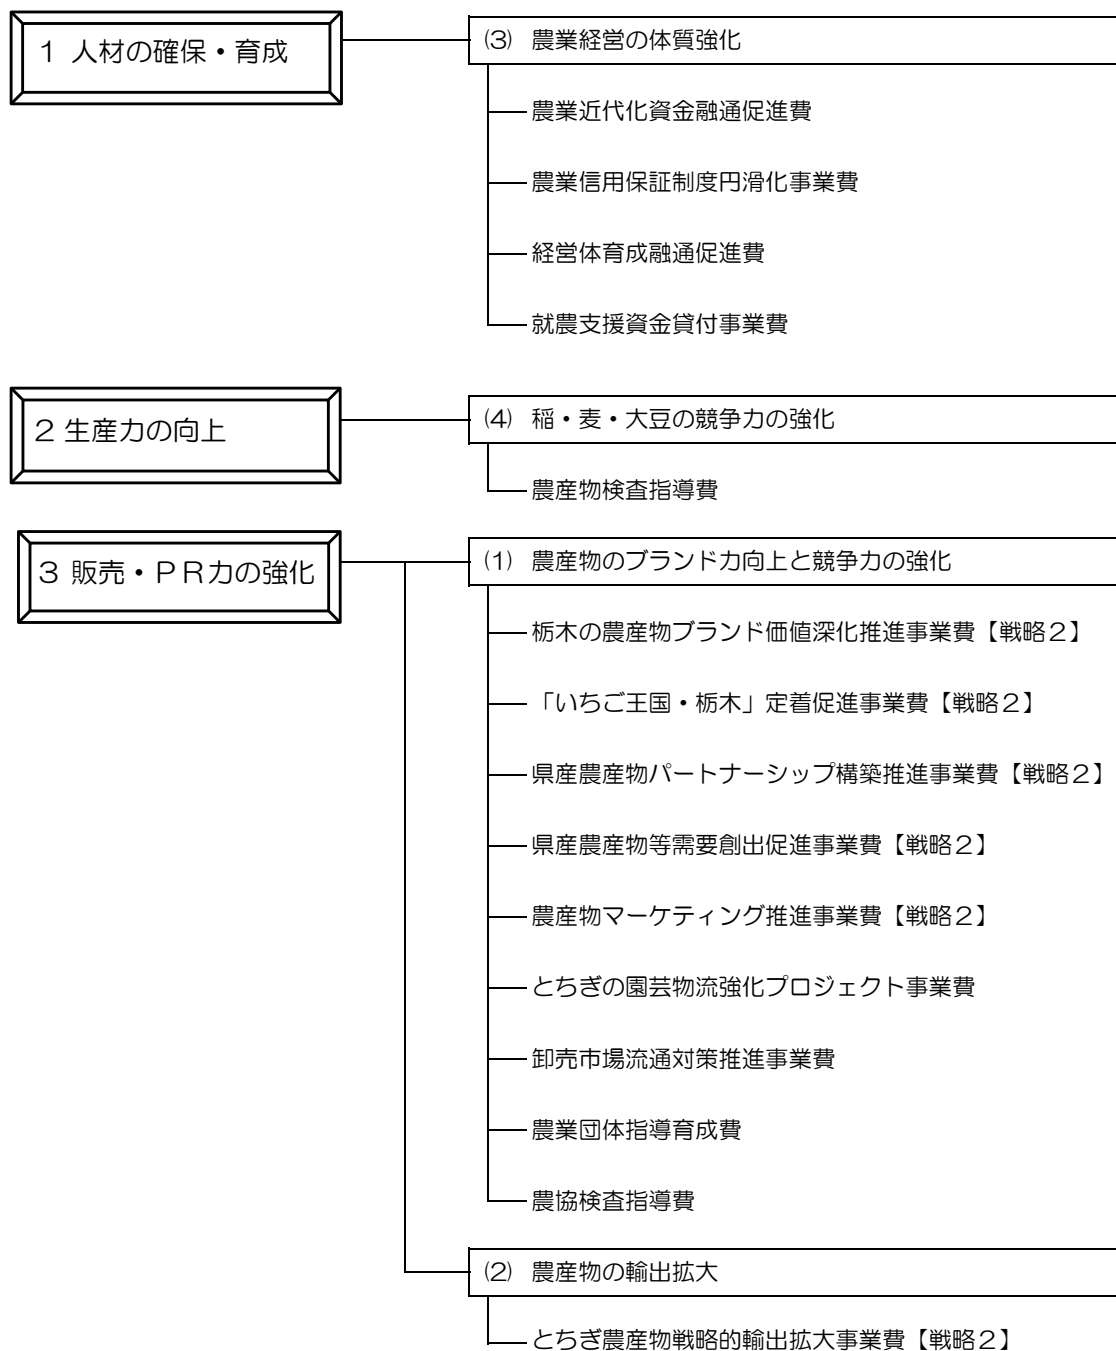 1 人材の確保・育成
⑶ 農業経営の体質強化
農業近代化資金融通促進費
農業信用保証制度円滑化事業費
経営体育成融通促進費
就農支援資金貸付事業費
2 生産力の向上
⑷ 稲・麦・大豆の競争力の強化
農産物検査指導費
3 販売・ＰＲ力の強化
⑴ 農産物のブランド力向上と競争力の強化
栃木の農産物ブランド価値深化推進事業費【戦略２】
「いちご王国・栃木」定着促進事業費【戦略２】
県産農産物パートナーシップ構築推進事業費【戦略２】
県産農産物等需要創出促進事業費【戦略２】
農産物マーケティング推進事業費【戦略２】
とちぎの園芸物流強化プロジェクト事業費
卸売市場流通対策推進事業費
農業団体指導育成費
農協検査指導費
⑵ 農産物の輸出拡大
とちぎ農産物戦略的輸出拡大事業費【戦略２】